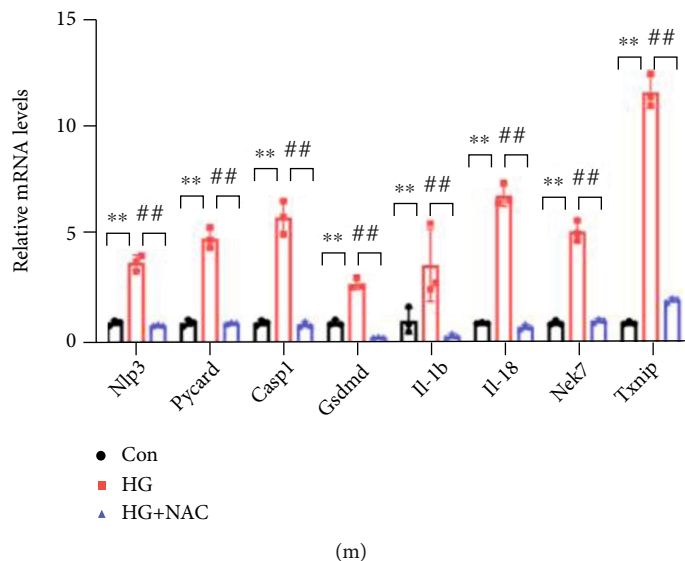 Relative mRNA levels
15
10
5
0
** ##
** ##
** ##
** ##
** ##
** ##
** ##
** ##
Nlp3
Pycard
Casp1
Gsdmd
Il-1b
Il-18
Nek7
Txnip
Con
HG
HG+NAC
(m)